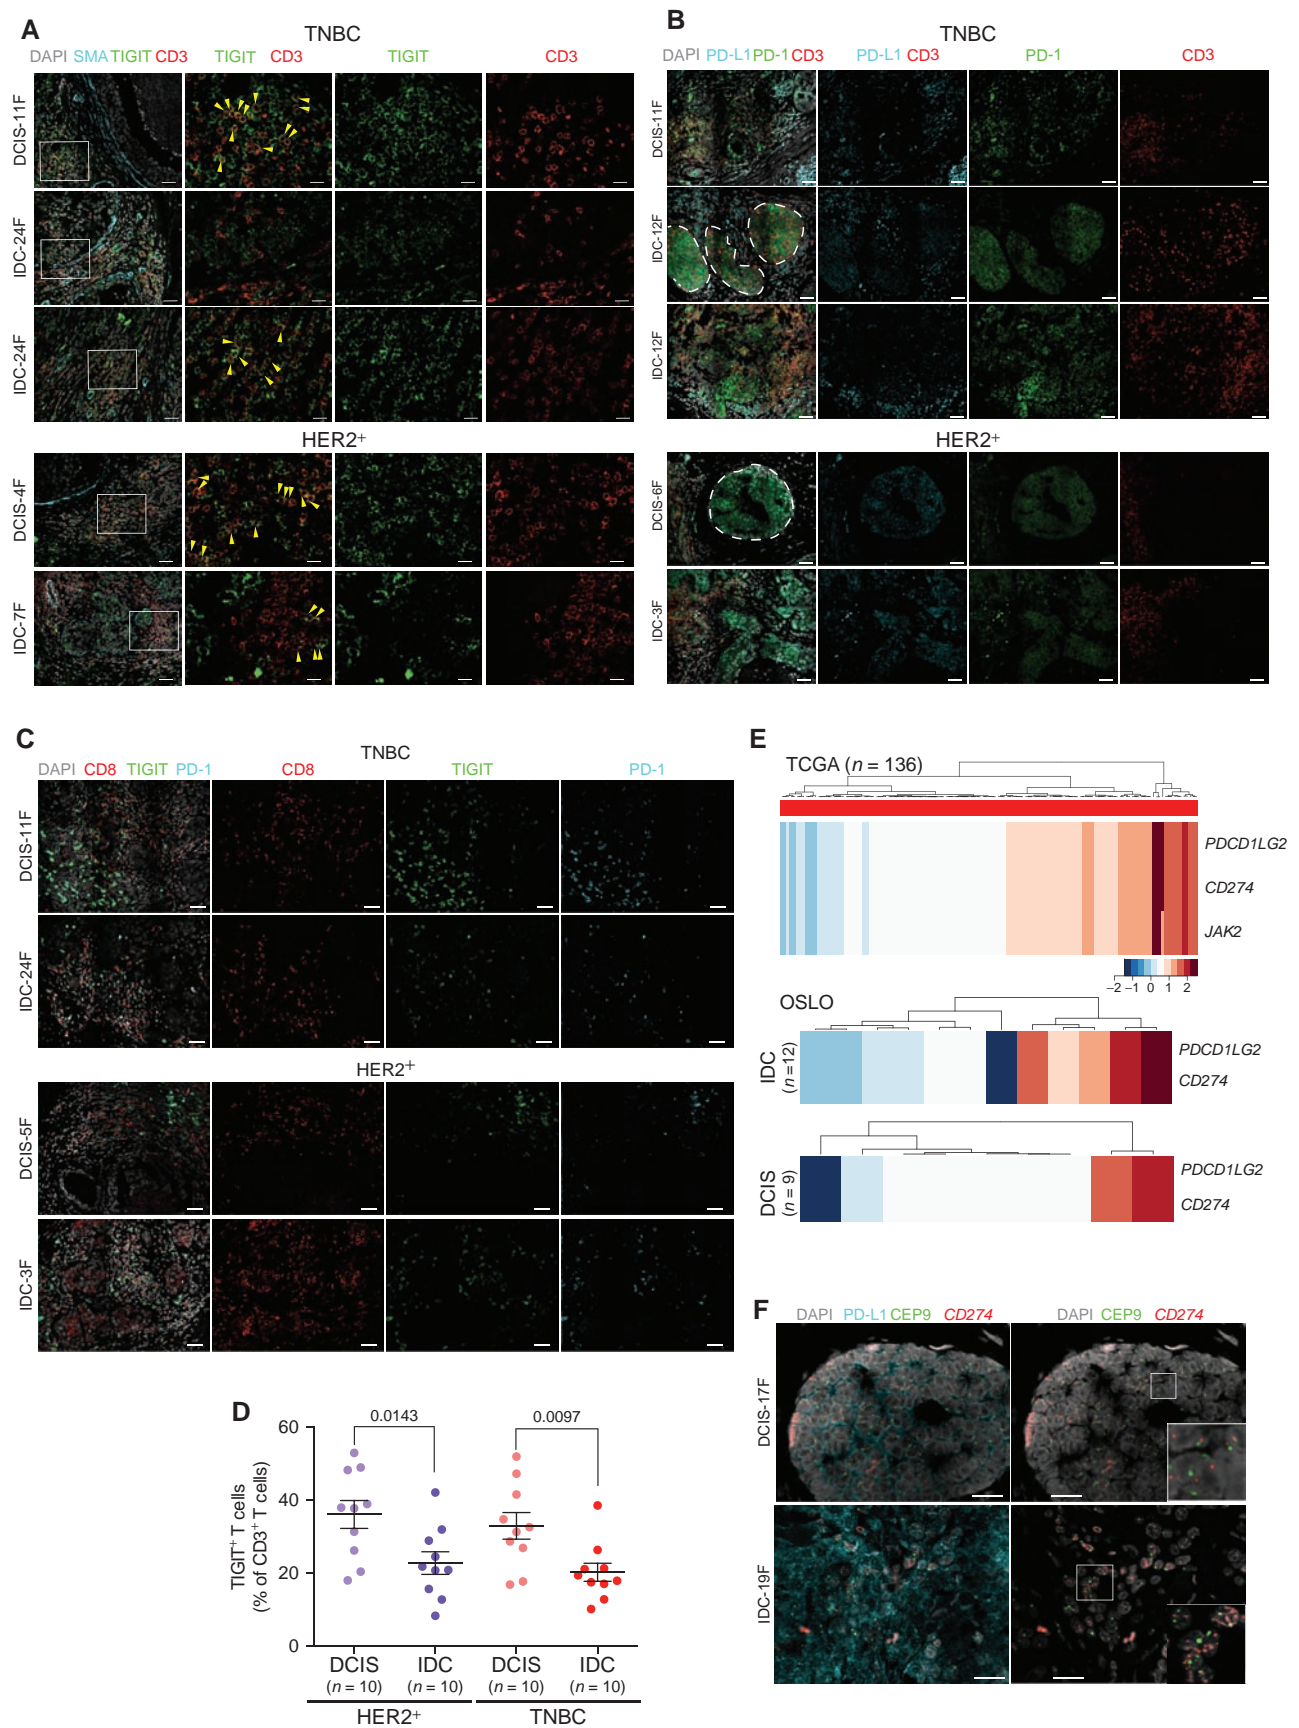 A
TNBC
DAPI SMA TIGIT CD3
TIGIT CD3
TIGIT
CD3
DCIS-11F
IDC-24F
IDC-24F
HER2+
DCIS-4F
IDC-7F
B
TNBC
DAPI PD-L1 PD-1 CD3
PD-L1 CD3
PD-1
CD3
DCIS-11F
IDC-12F
IDC-12F
HER2+
DCIS-6F
IDC-3F
C
TNBC
DAPI CD8 TIGIT PD-1
CD8
TIGIT
PD-1
DCIS-11F
IDC-24F
HER2+
DCIS-5F
IDC-3F
D
0.0143
0.0097
60
40
20
0
TIGIT+ T cells
(% of CD3+ T cells)
DCIS
(n = 10)
IDC
(n = 10)
DCIS
(n = 10)
IDC
(n = 10)
HER2+
TNBC
E
TCGA (n = 136)
PDCD1LG2
CD274
JAK2
−2 −1 0 1 2
OSLO
IDC
(n =12)
PDCD1LG2
CD274
DCIS
(n = 9)
PDCD1LG2
CD274
F
DAPI PD-L1 CEP9 CD274
DAPI CEP9 CD274
DCIS-17F
IDC-19F